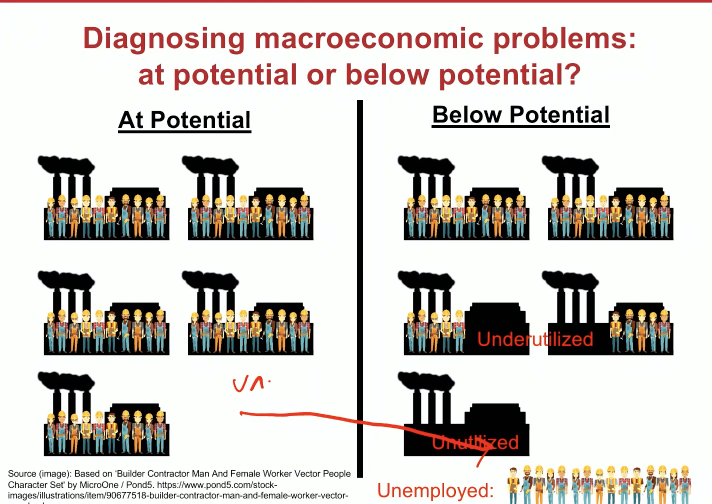 Diagnosing macroeconomic problems:
at potential or below potential?
At Potential
Below Potential
Underutilized
un.
Unutilized
Source (image): Based on 'Builder Contractor Man And Female Worker Vector People
Character Set' by MicroOne / Pond5. https://www.pond5.com/stock-
images/illustrations/item/90677518-builder-contractor-man-and-female-worker-vector-
Unemployed: